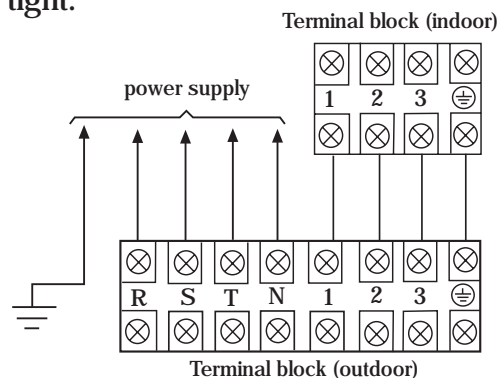 tight.
Terminal block (indoor)
power supply
1 2 3
R S T N 1 2 3
Terminal block (outdoor)